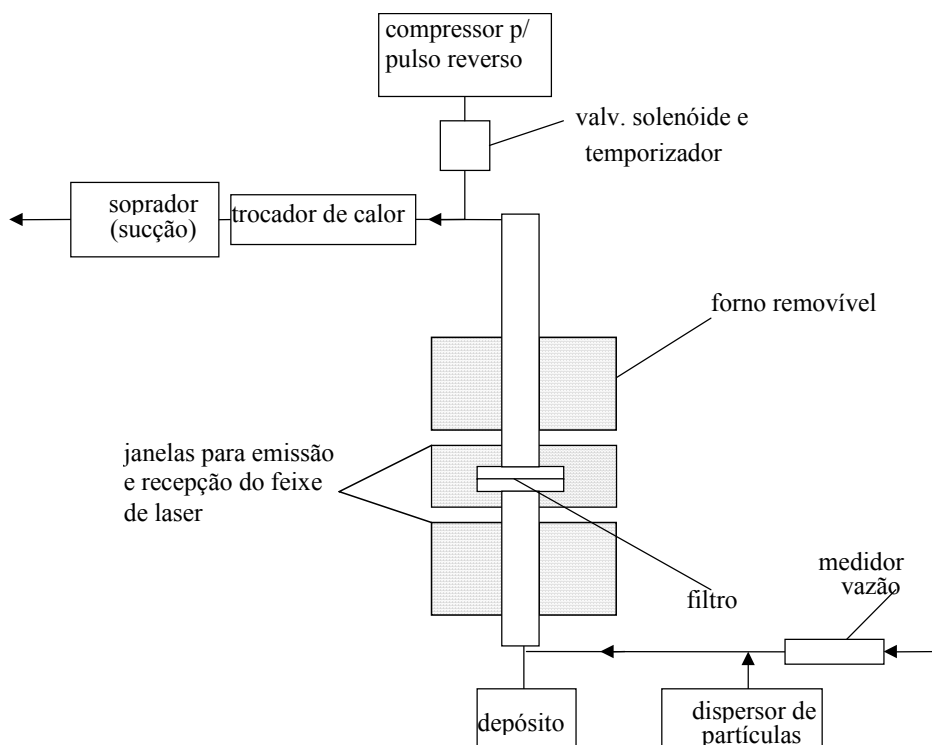 compressor p/
pulso reverso
valv. solenóide e
temporizador
soprador
(sucção)
trocador de calor
forno removível
janelas para emissão
e recepção do feixe
de laser
medidor
vazão
filtro
depósito
dispersor de
partículas